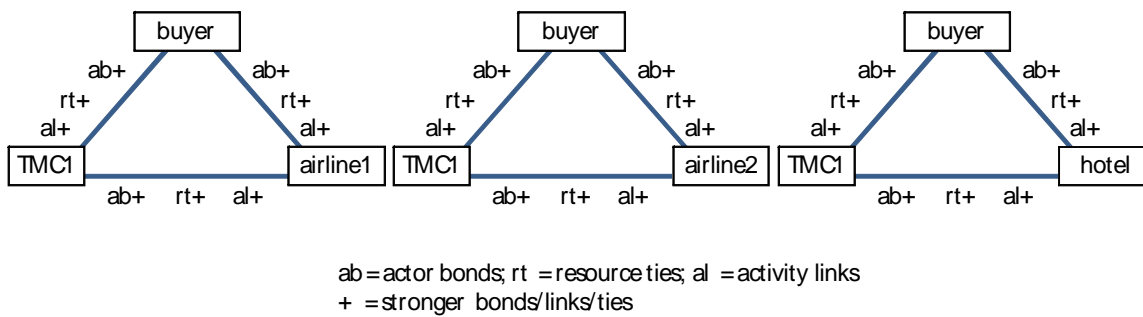 buyer buyer buyer
ab+ ab+ ab+ ab+ ab+ ab+
rt+ rt+ rt+ rt+ rt+ rt+
al+ al+ al+ al+ al+ al+
TMC1 airline1 TMC1 airline2 TMC1 hotel
ab+ rt+ al+ ab+ rt+ al+ ab+ rt+ al+
ab=actor bonds; rt =resource ties; al =activity links
+ =stronger bonds/links/ties